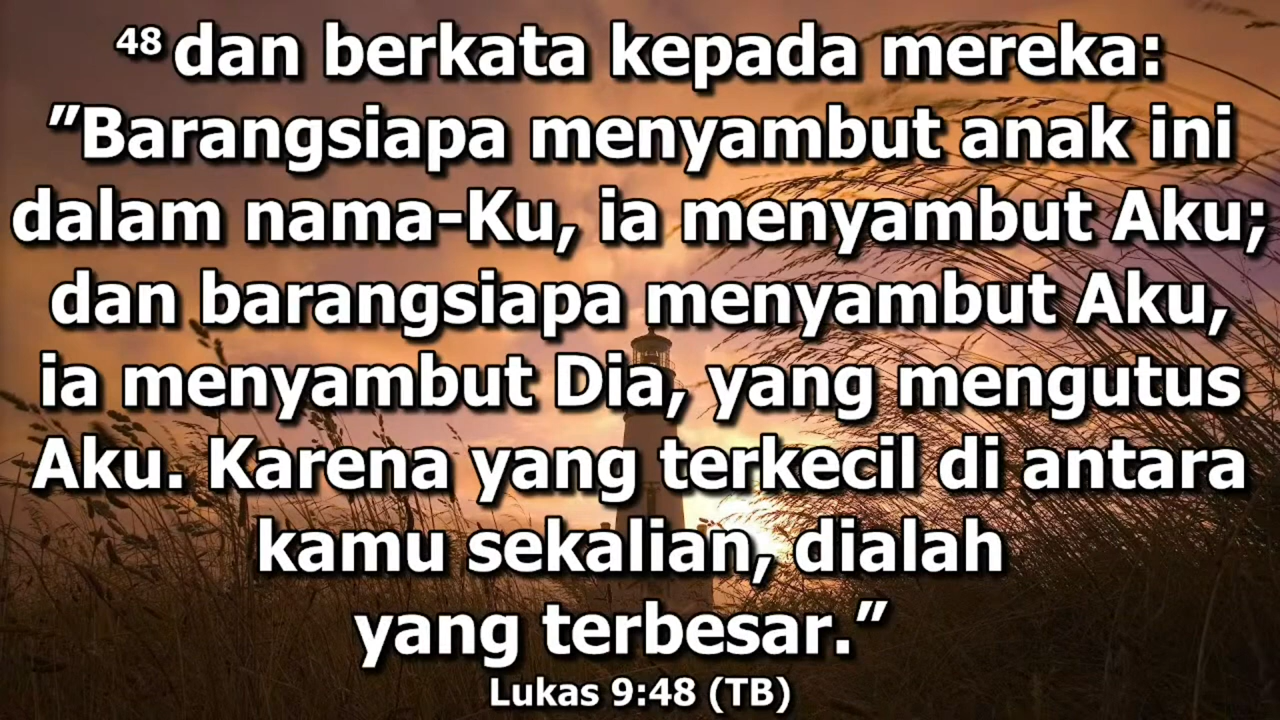 48 dan berkata kepada mereka:
”Barangsiapa menyambut anak ini
dalam nama-Ku, ia menyambut Aku;
dan barangsiapa menyambut Aku,
ia menyambut Dia, yang mengutus
Aku. Karena yang terkecil di antara
kamu sekalian, dialah
yang terbesar.”
Lukas 9:48 (TB)